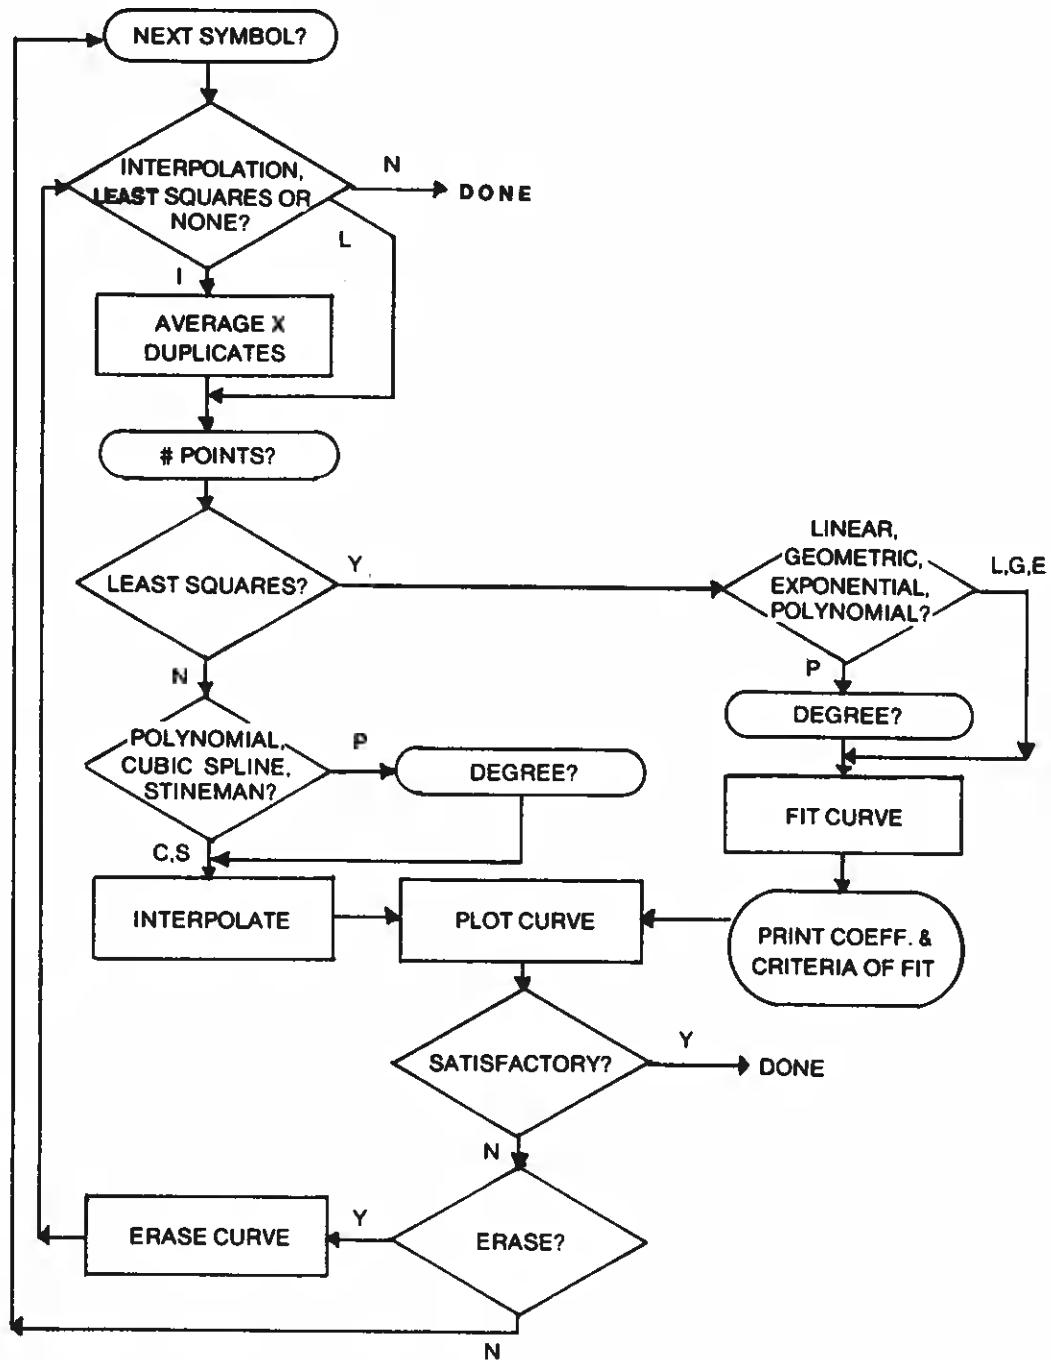 NEXT SYMBOL?
INTERPOLATION,
LEAST SQUARES OR
NONE?
N
DONE
L
I
AVERAGE X
DUPLICATES
# POINTS?
LEAST SQUARES?
Y
LINEAR,
GEOMETRIC,
EXPONENTIAL,
POLYNOMIAL?
L,G,E
N
P
DEGREE?
POLYNOMIAL,
CUBIC SPLINE,
STINEMAN?
P
DEGREE?
FIT CURVE
C,S
INTERPOLATE
PLOT CURVE
PRINT COEFF. &
CRITERIA OF FIT
SATISFACTORY?
Y
DONE
N
ERASE?
Y
ERASE CURVE
N